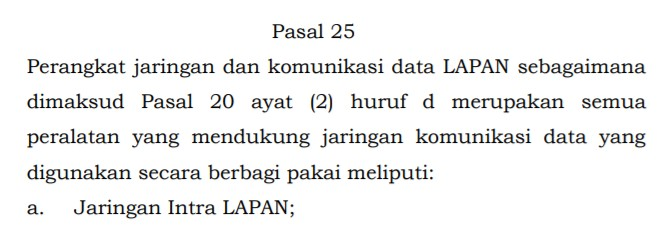 Pasal 25
Perangkat jaringan dan komunikasi data LAPAN sebagaimana
dimaksud Pasal 20 ayat (2) huruf d merupakan semua
peralatan yang mendukung jaringan komunikasi data yang
digunakan secara berbagi pakai meliputi:
a. Jaringan Intra LAPAN;